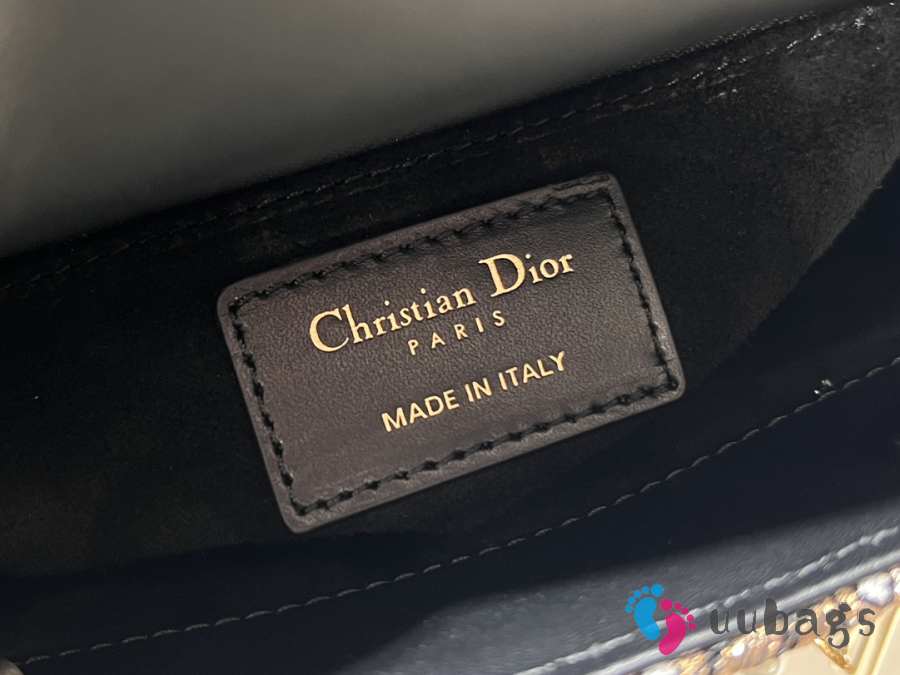 Christian Dior
PARIS
MADE IN ITALY
uubags